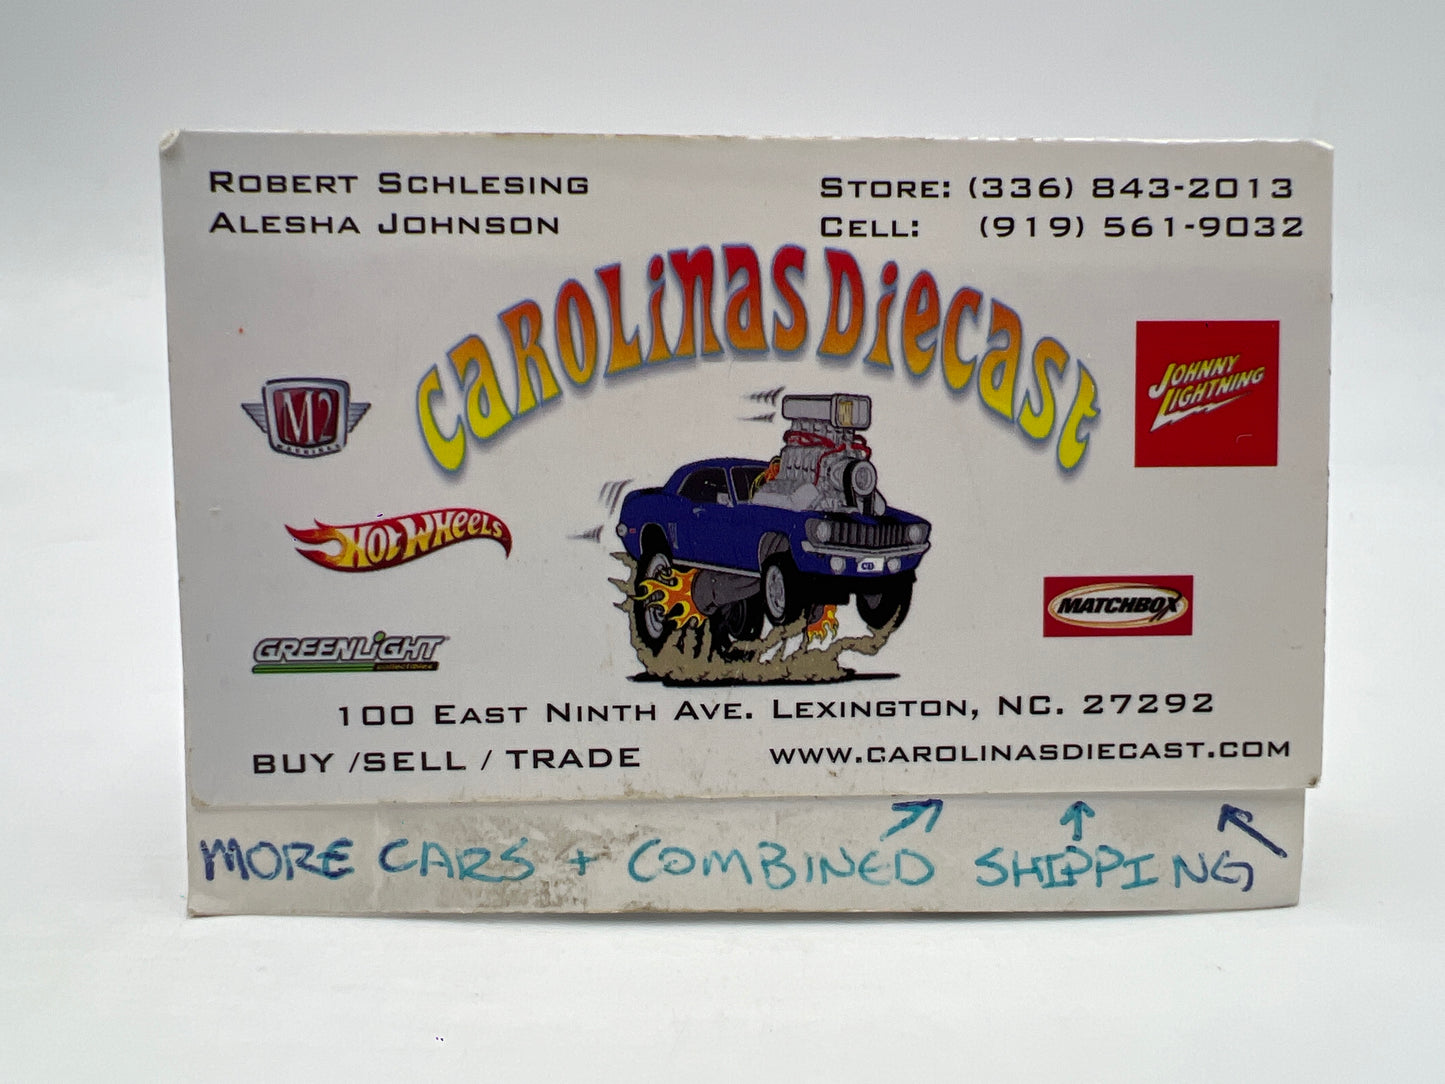 ROBERT SCHLESING
ALESHA JOHNSON
STORE: (336) 843-2013
CELL: (919) 561-9032
CAROLINAS DIECAST
M2
MACHINES
JOHNNY
LIGHTNING
HOT WHEELS
MATCHBOX
GREENLIGHT
collectibles
100 EAST NINTH AVE. LEXINGTON, NC. 27292
BUY /SELL / TRADE
WWW.CAROLINASDIECAST.COM
MORE CARS + COMBINED SHIPPING